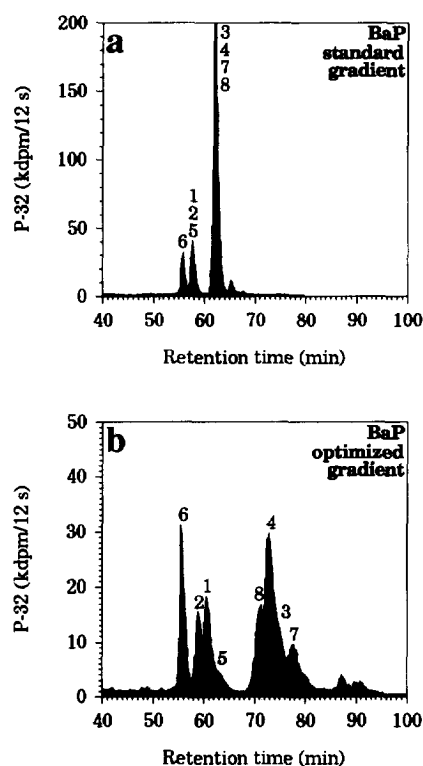 a
BaP
standard
gradient
P-32 (kdpm/12 s)
200
150
100
50
0
3
4
7
8
1
2
5
6
40 50 60 70 80 90 100
Retention time (min)
b
BaP
optimized
gradient
P-32 (kdpm/12 s)
50
40
30
20
10
0
6
2
1
5
8
4
3
7
40 50 60 70 80 90 100
Retention time (min)